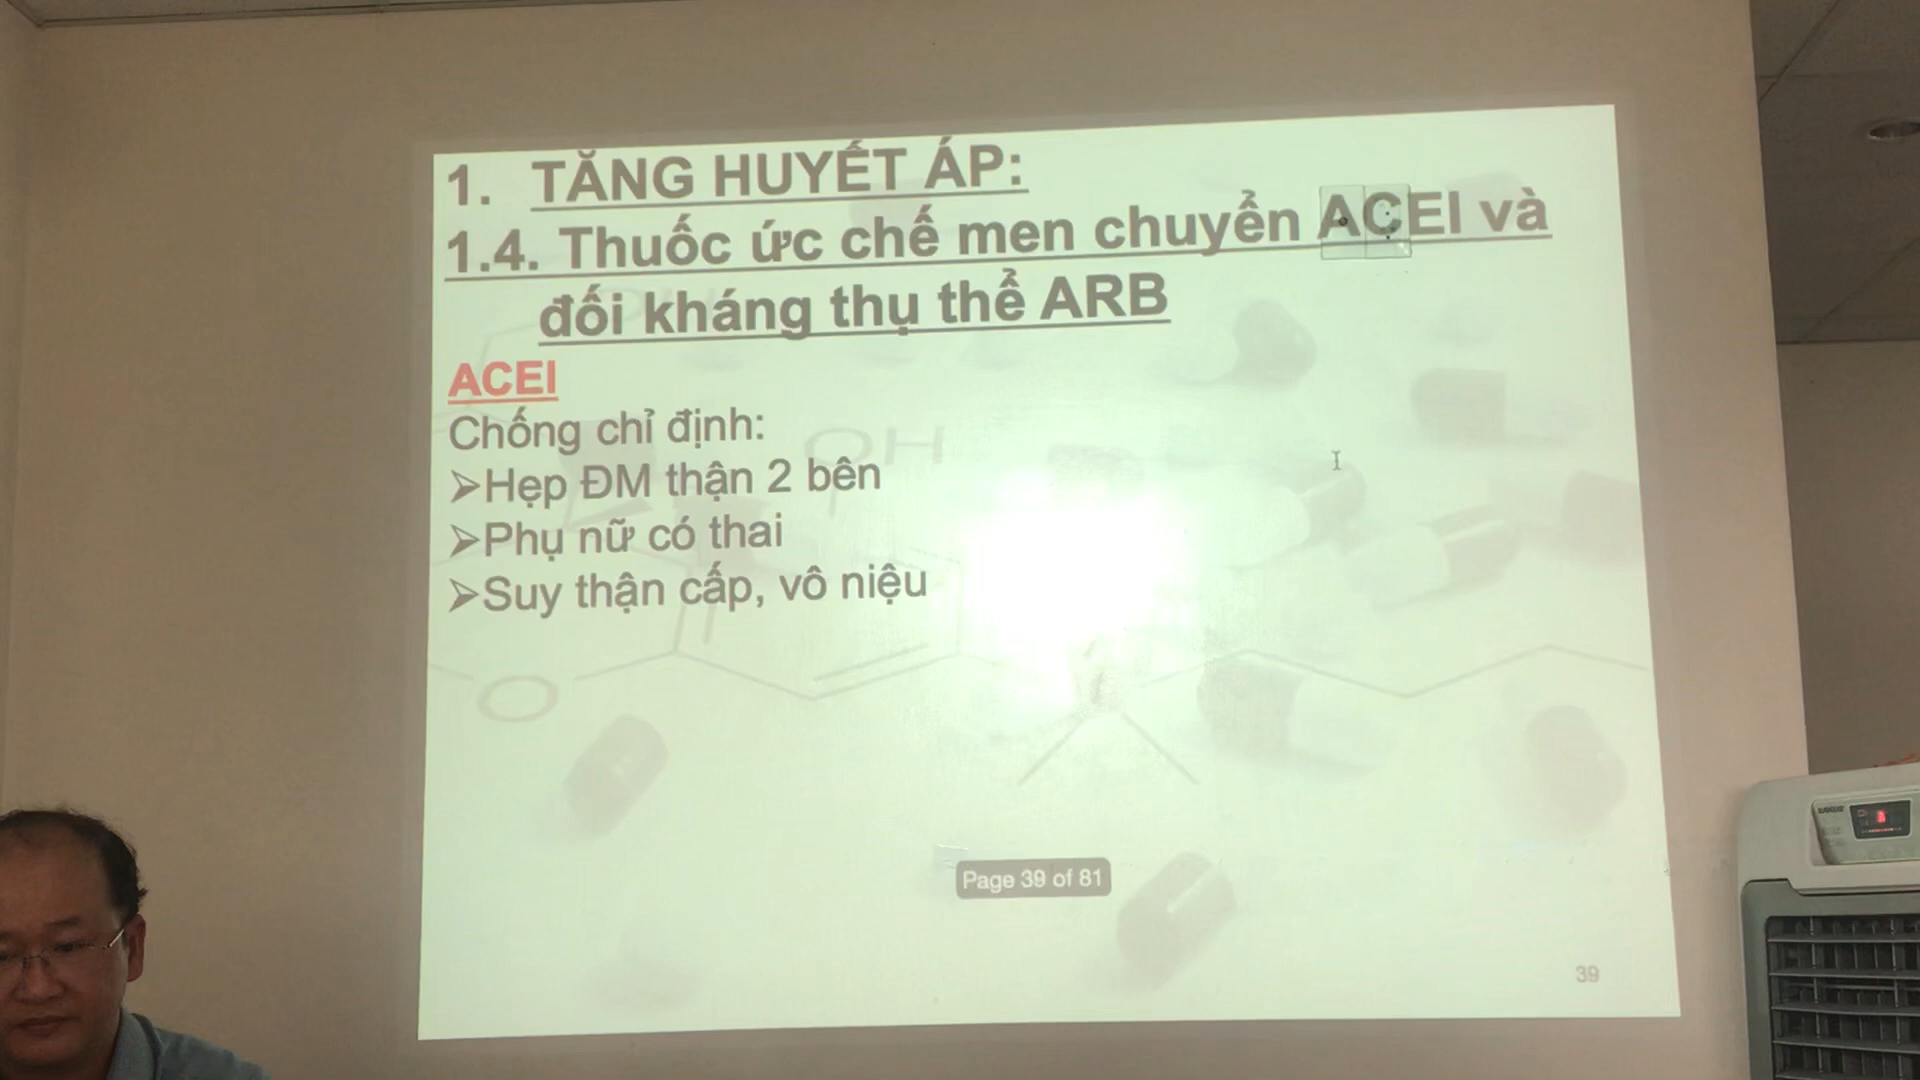 1. TĂNG HUYẾT ÁP:
1.4. Thuốc ức chế men chuyển ACEI và
đối kháng thụ thể ARB
ACEI
Chống chỉ định:
➢Hẹp ĐM thận 2 bên
➢Phụ nữ có thai
➢Suy thận cấp, vô niệu
OH
O
Page 39 of 81
39